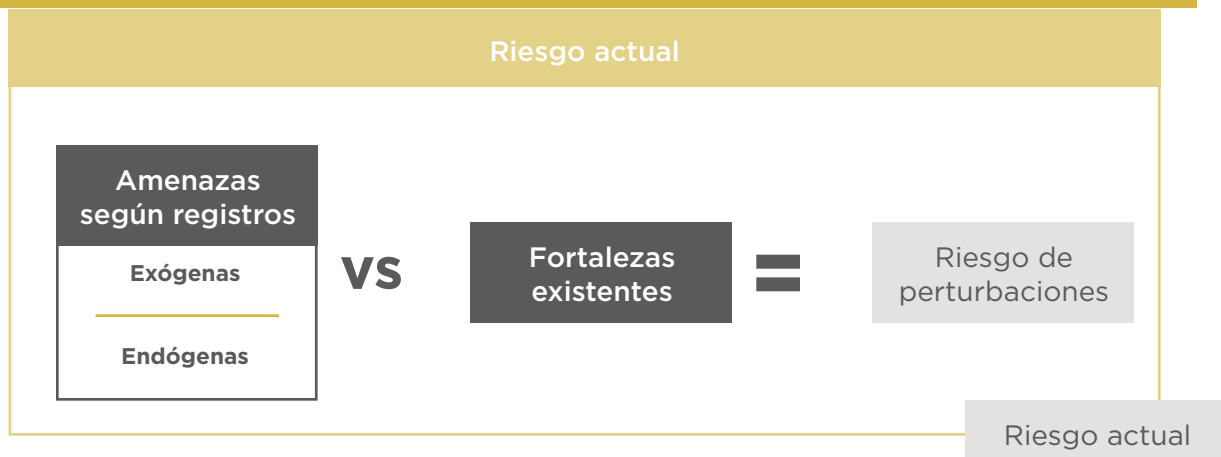 Riesgo actual
Amenazas
según registros
Exógenas
Endógenas
vs
Fortalezas
existentes
=
Riesgo de
perturbaciones
Riesgo actual